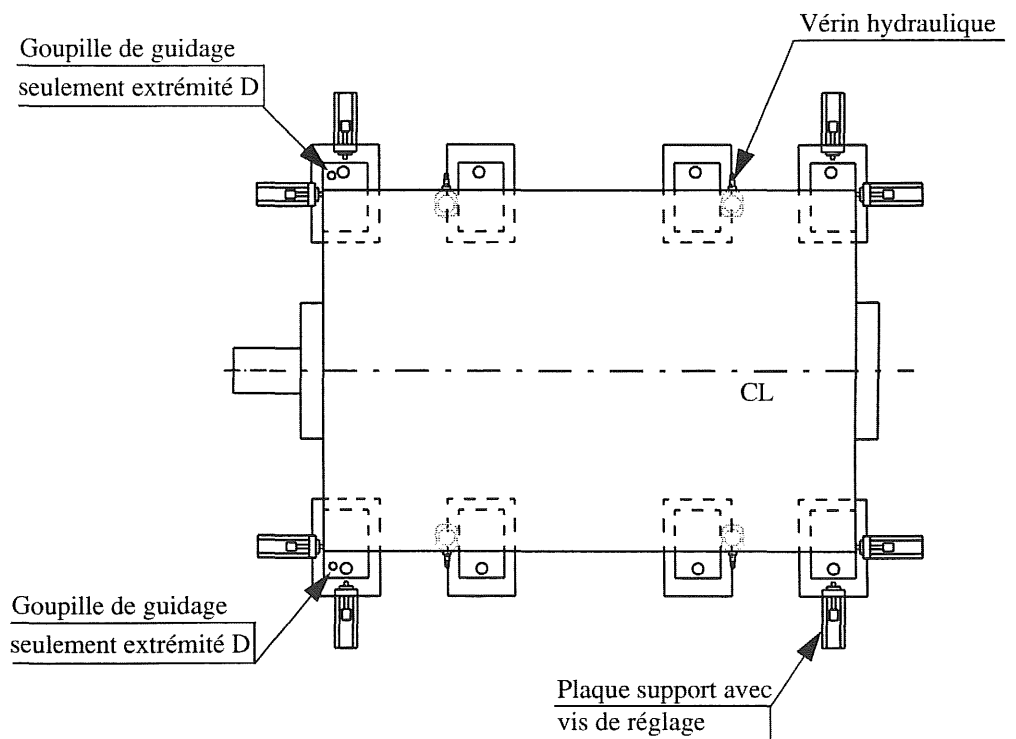 Vérin hydraulique
Goupille de guidage
seulement extrémité D
CL
Goupille de guidage
seulement extrémité D
Plaque support avec
vis de réglage